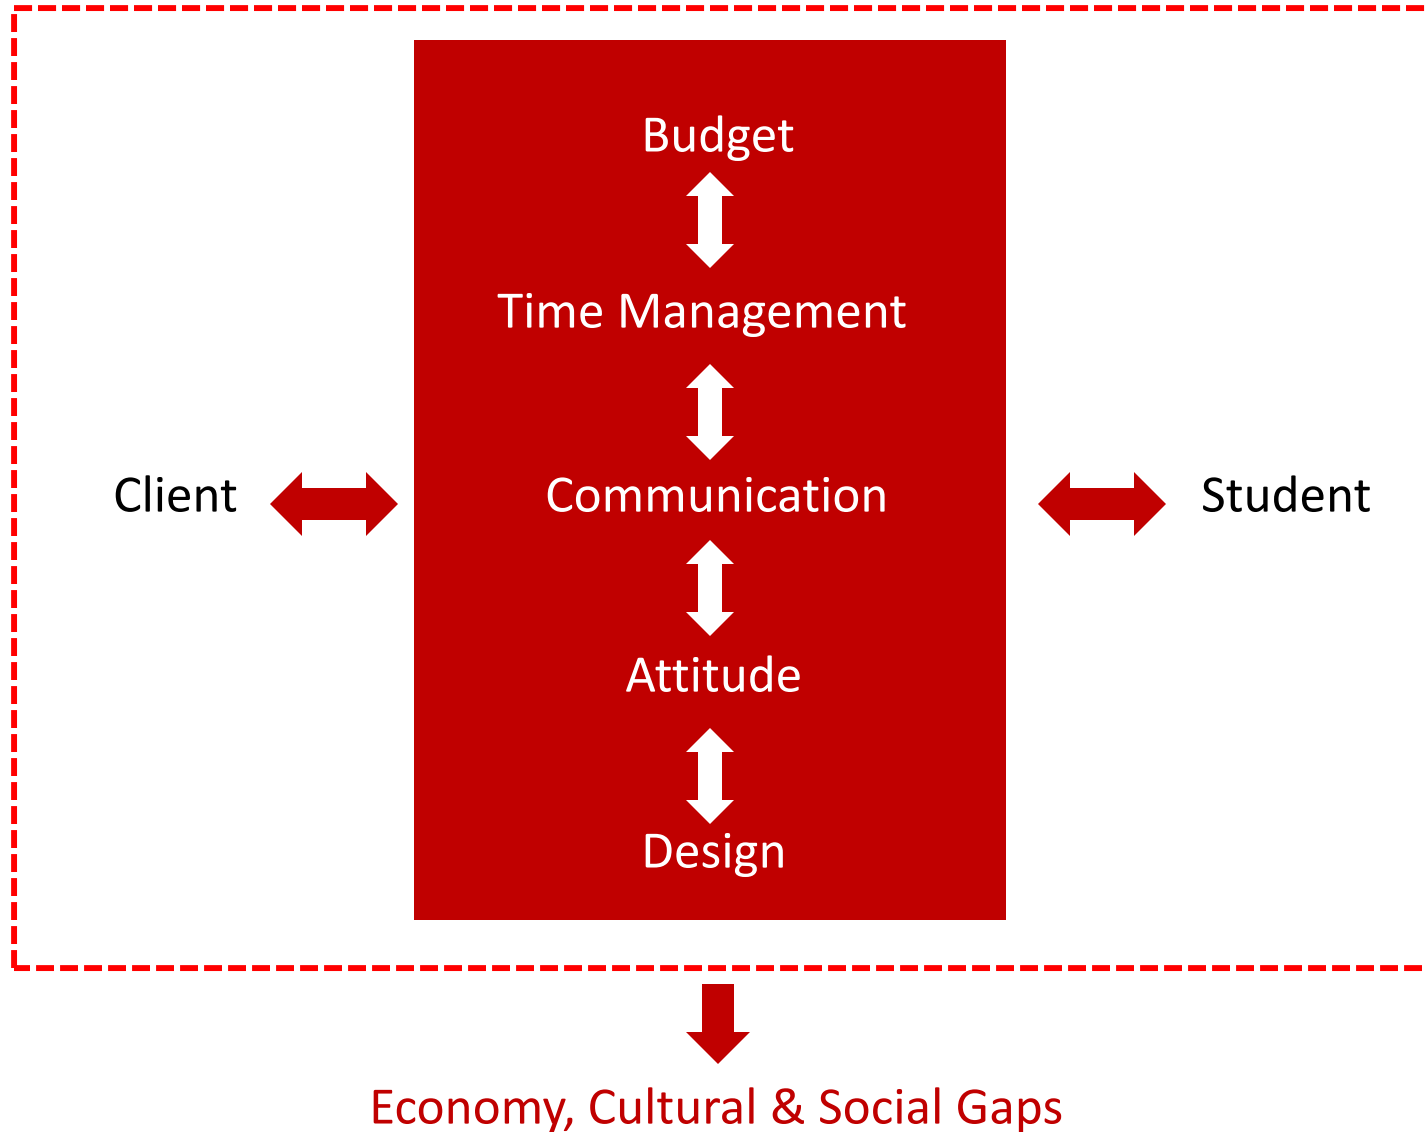 Budget
Time Management
Client
Communication
Student
Attitude
Design
Economy, Cultural & Social Gaps